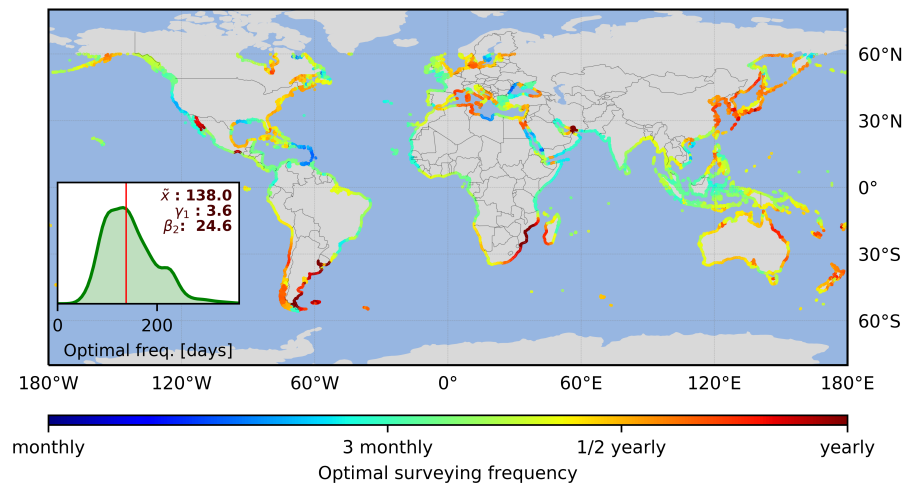 60°N
30°N
0°
30°S
60°S
x̃ : 138.0
γ₁ : 3.6
β₂: 24.6
0 200
Optimal freq. [days]
180°W 120°W 60°W 0° 60°E 120°E 180°E
monthly 3 monthly 1/2 yearly yearly
Optimal surveying frequency